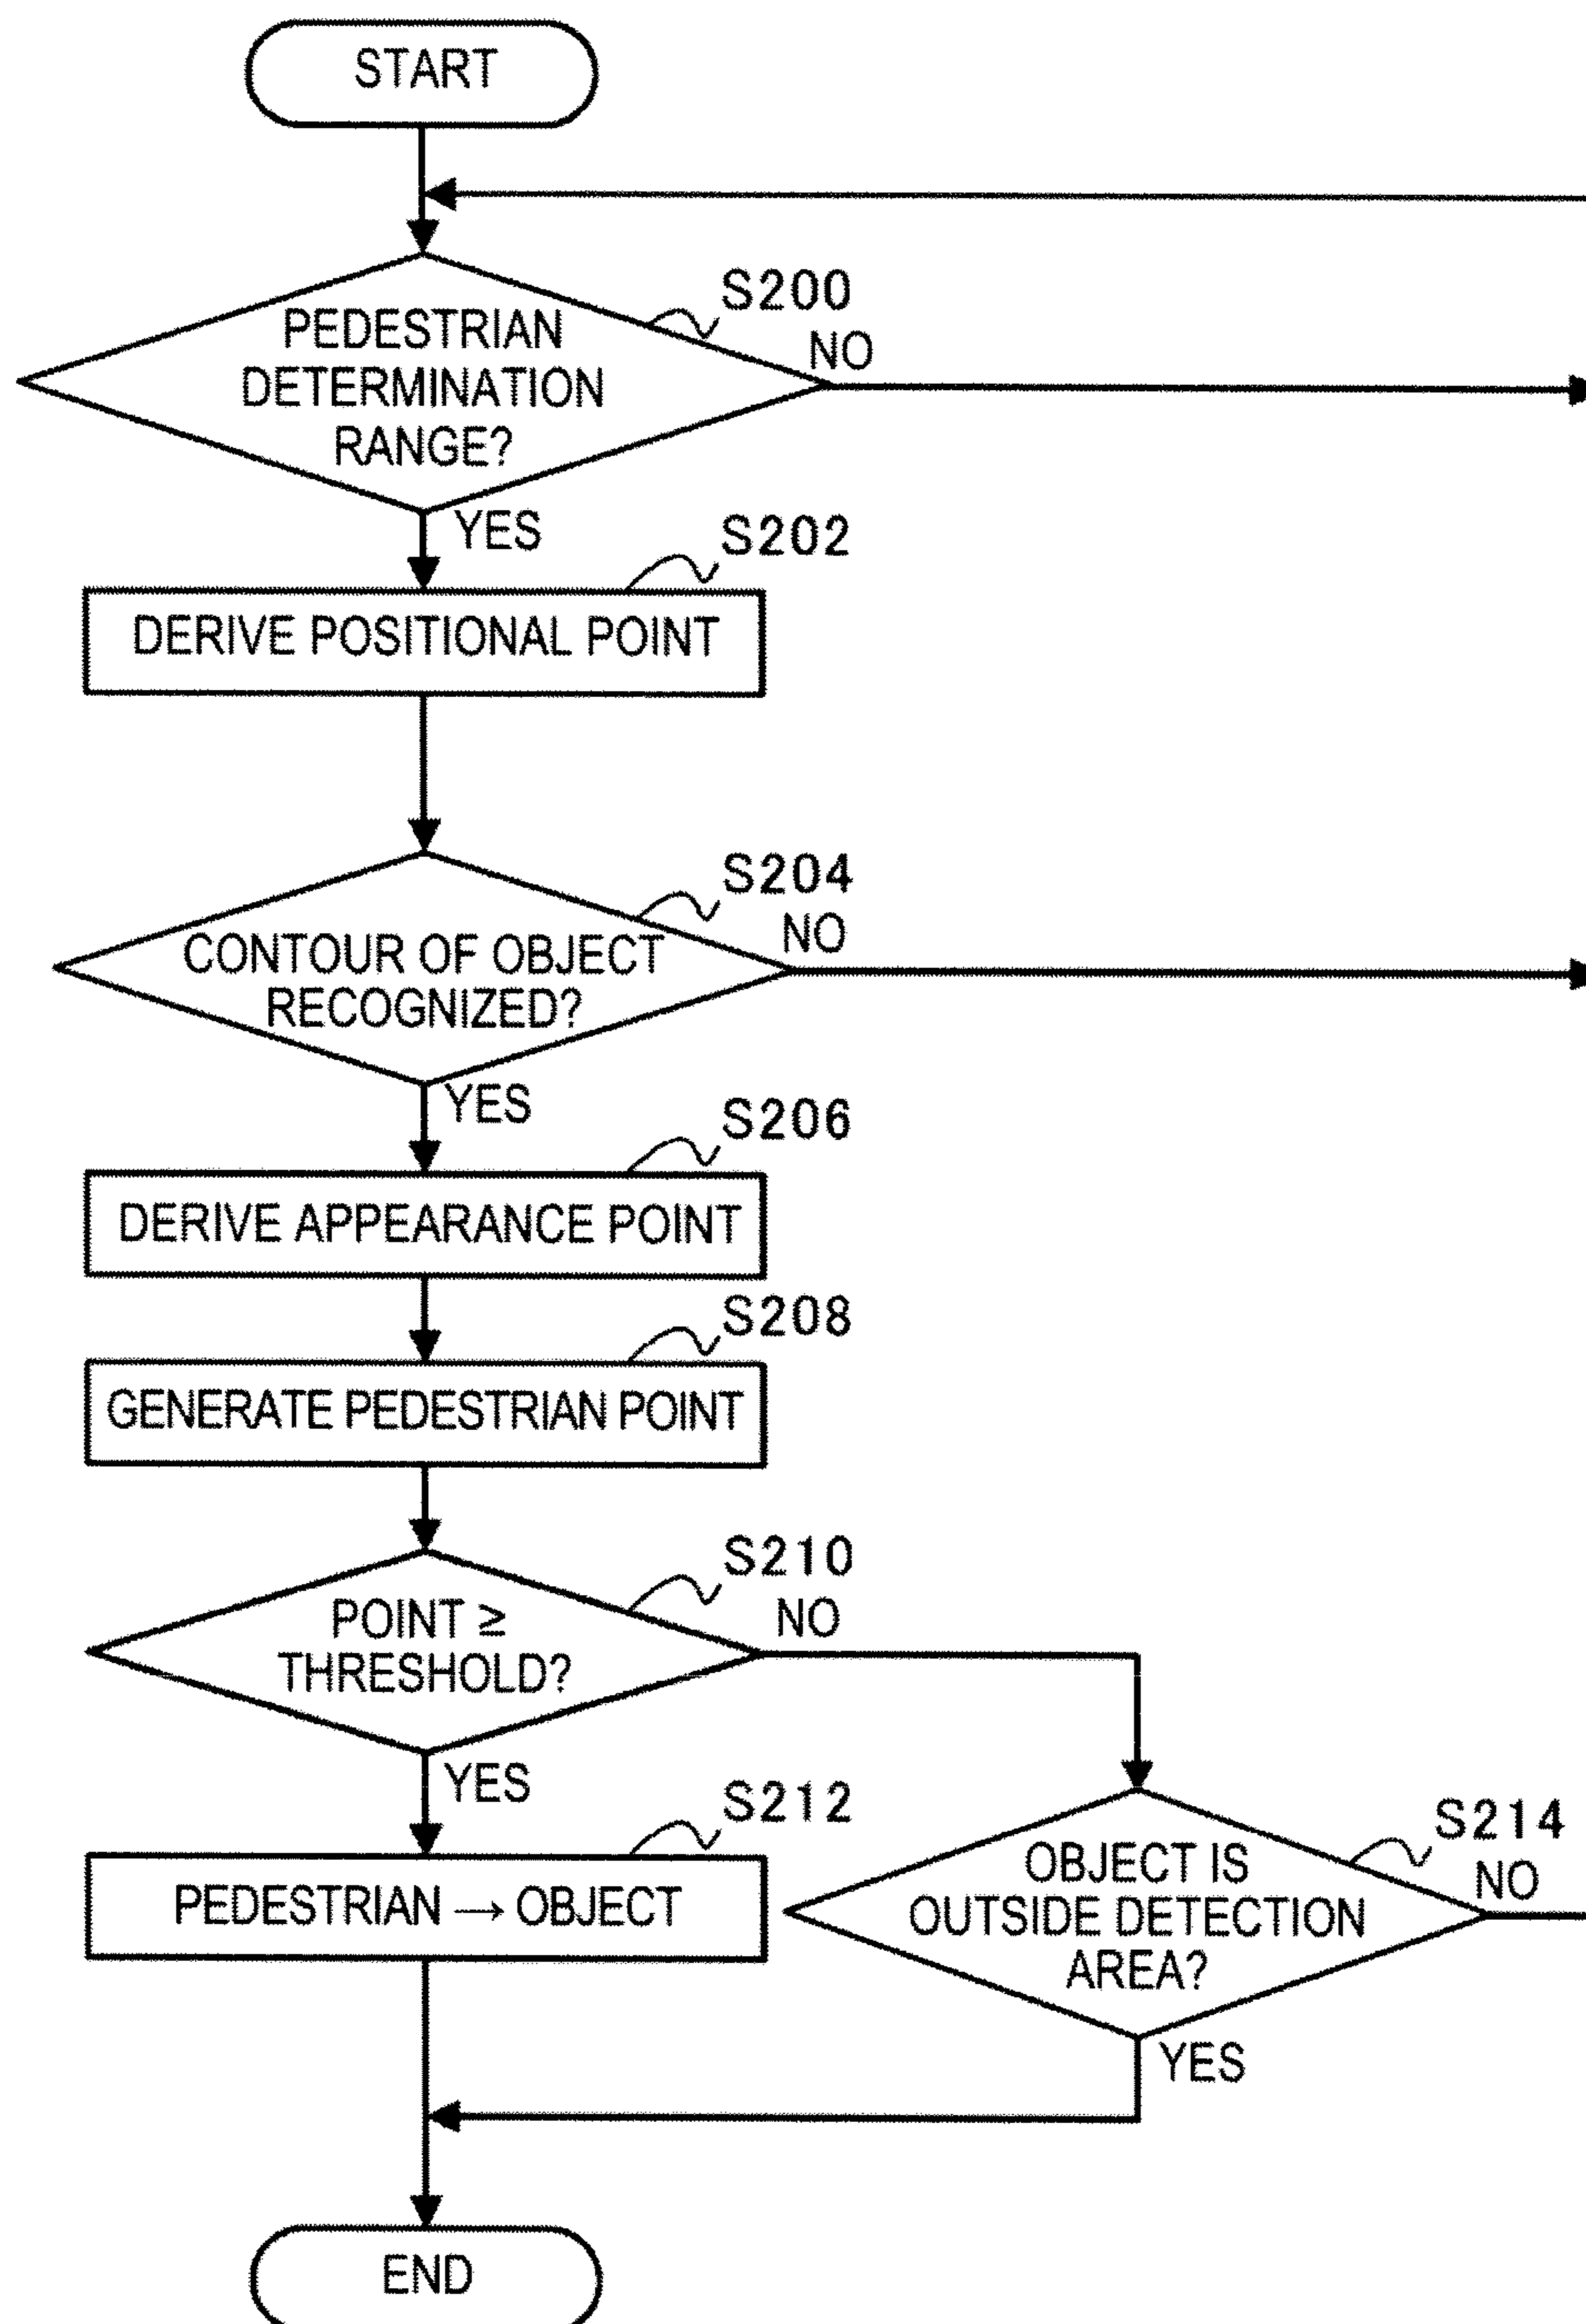 START
S200
NO
PEDESTRIAN
DETERMINATION
RANGE?
YES
S202
DERIVE POSITIONAL POINT
S204
NO
CONTOUR OF OBJECT
RECOGNIZED?
YES
S206
DERIVE APPEARANCE POINT
S208
GENERATE PEDESTRIAN POINT
S210
NO
POINT ≥
THRESHOLD?
YES
S212
PEDESTRIAN → OBJECT
S214
NO
OBJECT IS
OUTSIDE DETECTION
AREA?
YES
END